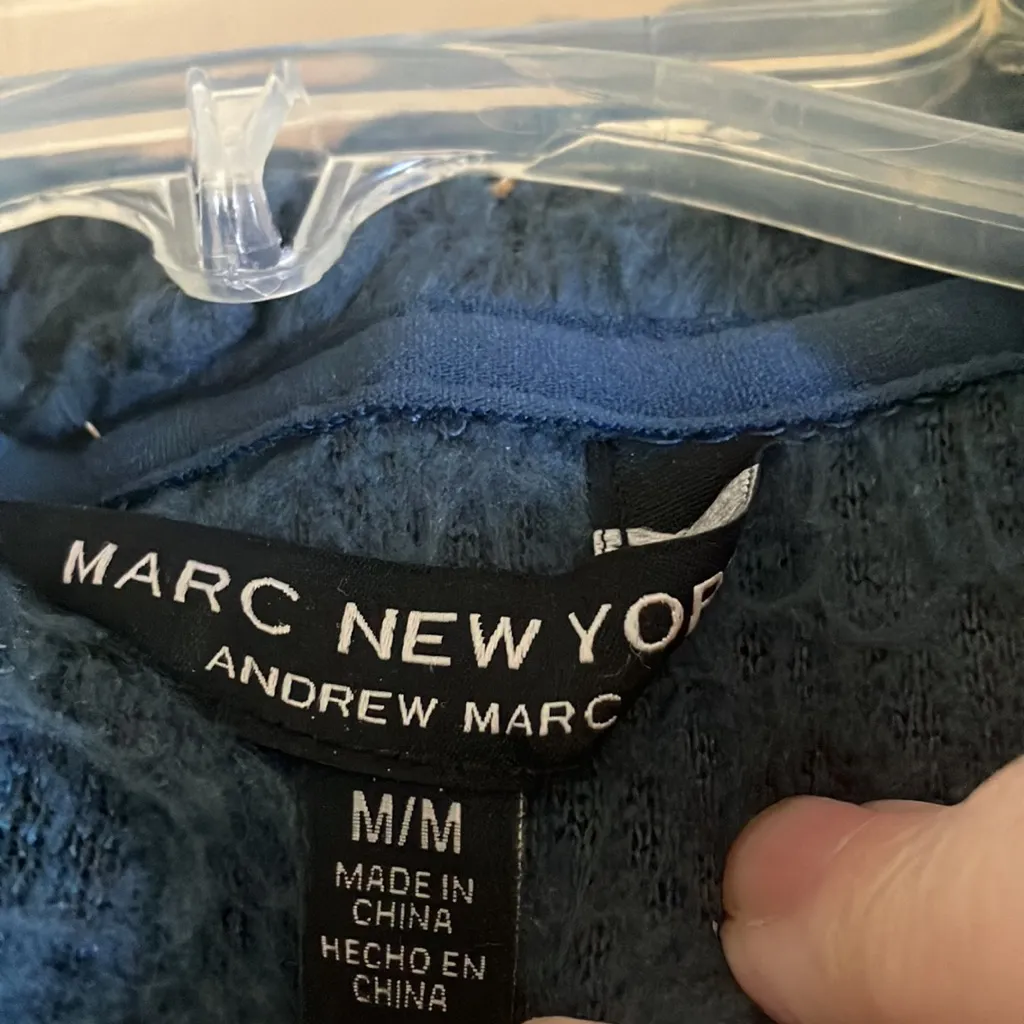 MARC NEW YOR
ANDREW MARC
M/M
MADE IN
CHINA
HECHO EN
CHINA